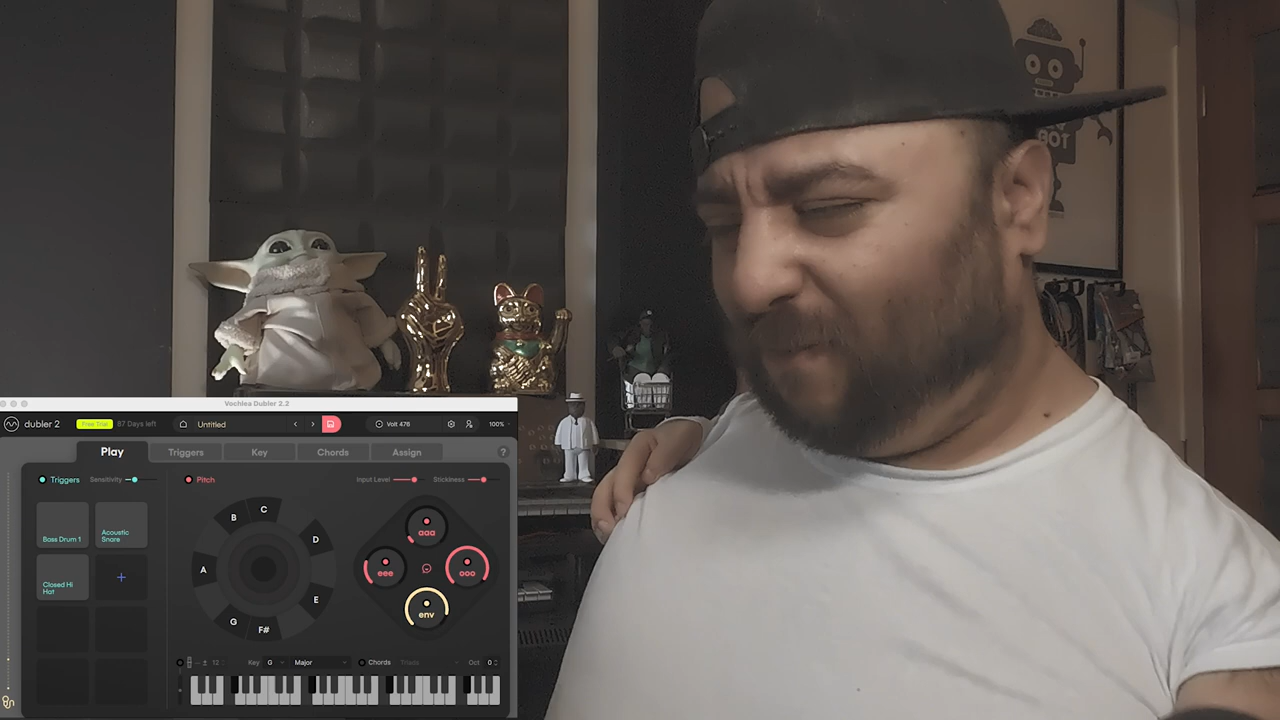 Vochlea Dubler 2.2
dubler 2
Free Trial
87 Days left
Untitled
Volt 476
100%
Play
Triggers
Key
Chords
Assign
?
Triggers
Sensitivity
Pitch
Input Level
Stickiness
Bass Drum 1
Acoustic
Snare
Closed Hi
Hat
+
C
B
D
A
E
G
F#
aaa
eee
ooo
env
12
Key
G
Major
Chords
Triads
Oct
0
BOT